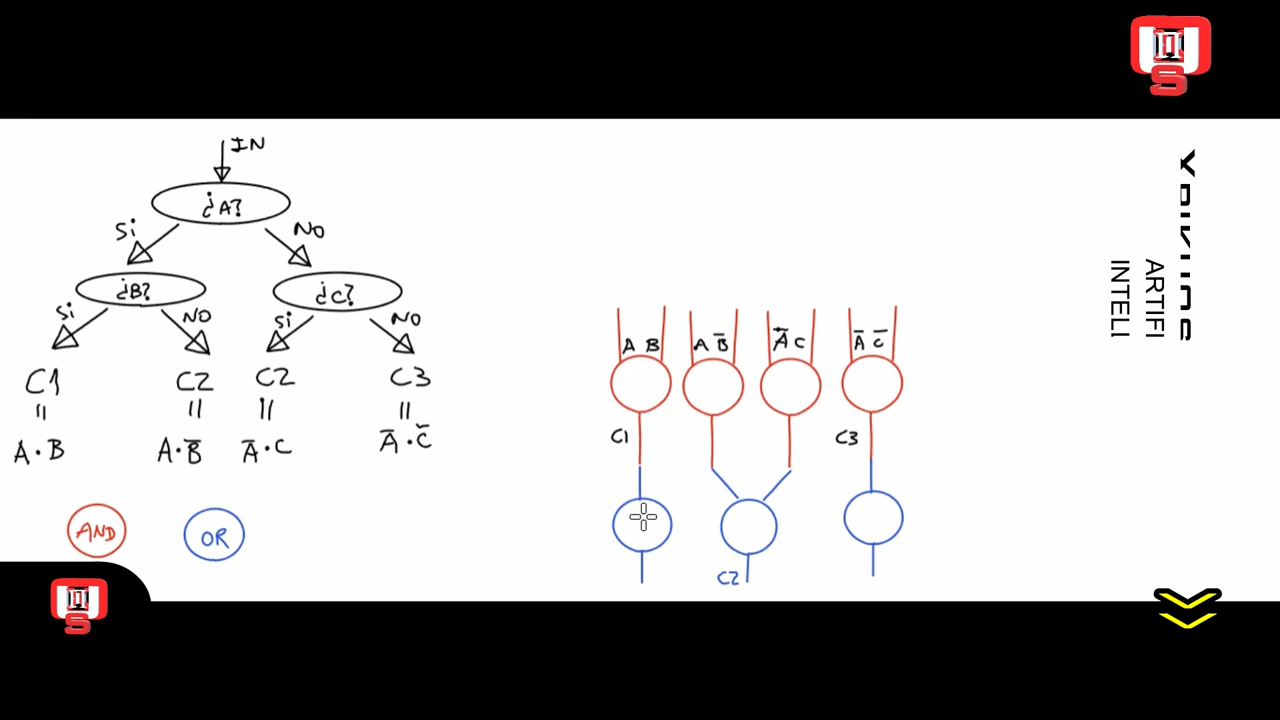 IN
¿A?
Si NO
¿B? ¿C?
Si NO Si NO
C1 C2 C2 C3
= = = =
A·B A·B̅ A̅·C A̅·C̅
AND OR
A B A B̅ A̅ C A̅ C̅
C1 C3
C2
ARTIFI
INTELI